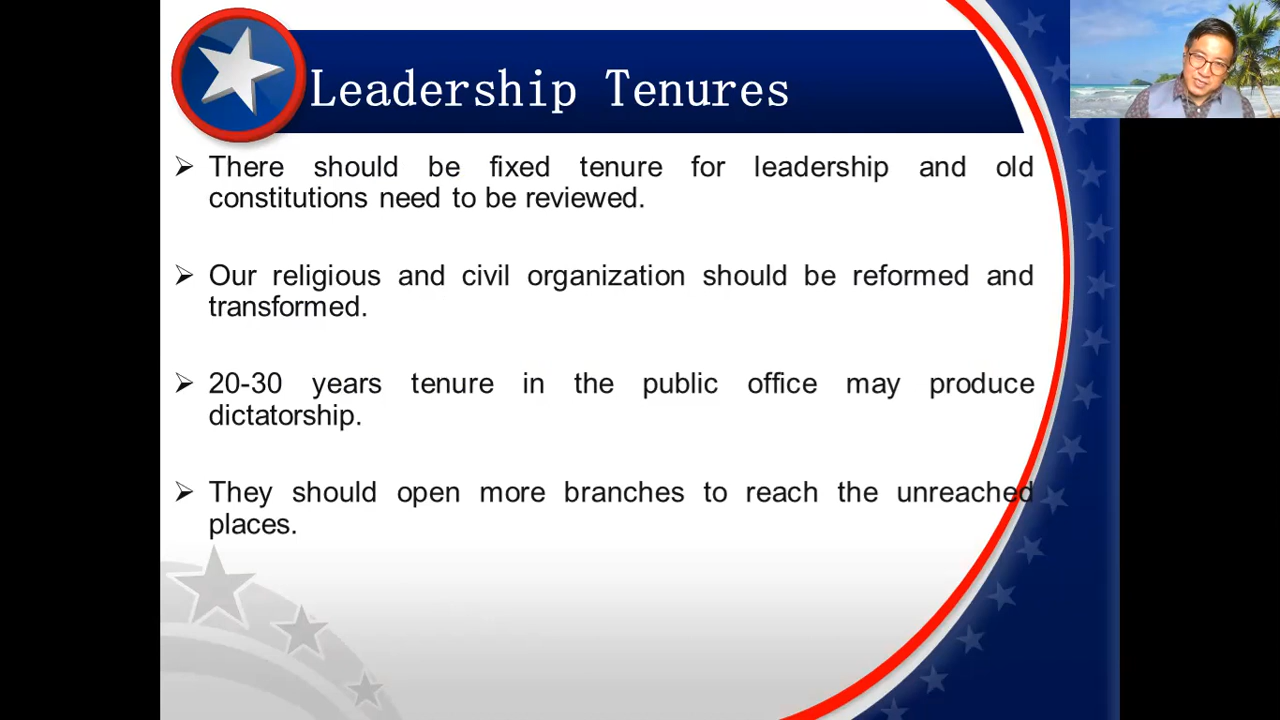 Leadership Tenures
There should be fixed tenure for leadership and old
constitutions need to be reviewed.
Our religious and civil organization should be reformed and
transformed.
20-30 years tenure in the public office may produce
dictatorship.
They should open more branches to reach the unreached
places.